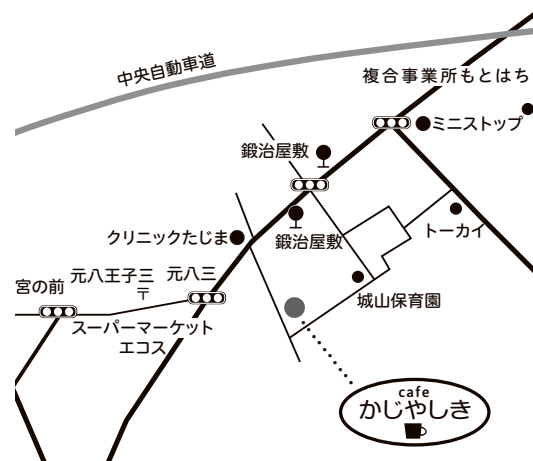 中央自動車道
複合事業所もとはち
ミニストップ
鍛治屋敷
鍛治屋敷
トーカイ
クリニックたじま
元八王子三
〒
元八三
宮の前
城山保育園
スーパーマーケット
エコス
cafe
かじやしき